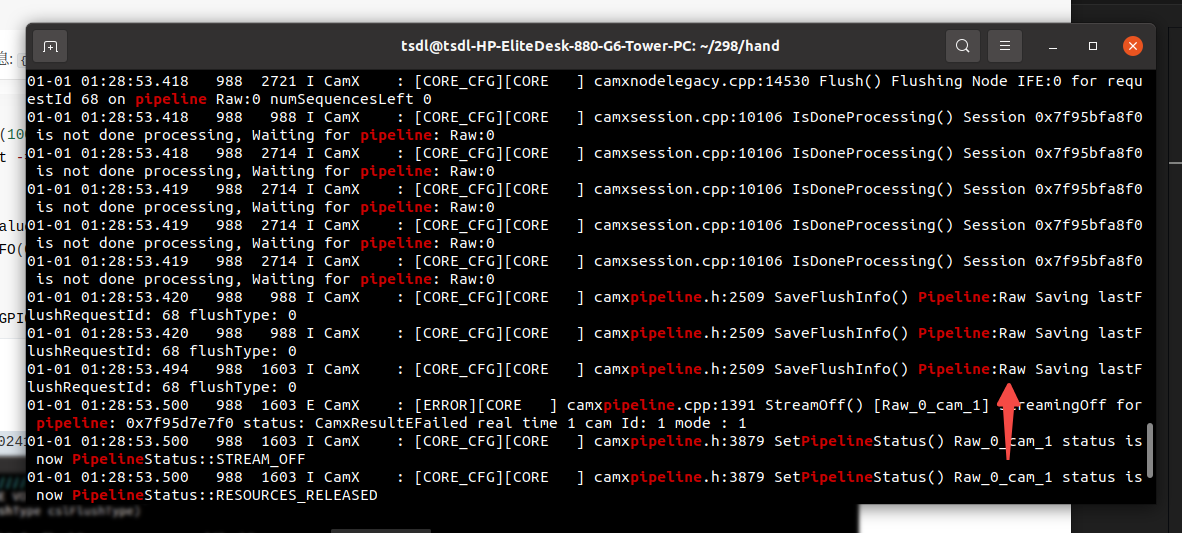 息: {
tsdl@tsdl-HP-EliteDesk-880-G6-Tower-PC: ~/298/hand
01-01 01:28:53.418   988  2721 I CamX    : [CORE_CFG][CORE   ] camxnodelegacy.cpp:14530 Flush() Flushing Node IFE:0 for requ
estId 68 on pipeline Raw:0 numSequencesLeft 0
01-01 01:28:53.418   988   988 I CamX    : [CORE_CFG][CORE   ] camxsession.cpp:10106 IsDoneProcessing() Session 0x7f95bfa8f0
 is not done processing, Waiting for pipeline: Raw:0
01-01 01:28:53.418   988  2714 I CamX    : [CORE_CFG][CORE   ] camxsession.cpp:10106 IsDoneProcessing() Session 0x7f95bfa8f0
 is not done processing, Waiting for pipeline: Raw:0
01-01 01:28:53.419   988  2714 I CamX    : [CORE_CFG][CORE   ] camxsession.cpp:10106 IsDoneProcessing() Session 0x7f95bfa8f0
 is not done processing, Waiting for pipeline: Raw:0
01-01 01:28:53.419   988  2714 I CamX    : [CORE_CFG][CORE   ] camxsession.cpp:10106 IsDoneProcessing() Session 0x7f95bfa8f0
 is not done processing, Waiting for pipeline: Raw:0
01-01 01:28:53.419   988  2714 I CamX    : [CORE_CFG][CORE   ] camxsession.cpp:10106 IsDoneProcessing() Session 0x7f95bfa8f0
 is not done processing, Waiting for pipeline: Raw:0
01-01 01:28:53.420   988   988 I CamX    : [CORE_CFG][CORE   ] camxpipeline.h:2509 SaveFlushInfo() Pipeline:Raw Saving lastF
lushRequestId: 68 flushType: 0
01-01 01:28:53.420   988   988 I CamX    : [CORE_CFG][CORE   ] camxpipeline.h:2509 SaveFlushInfo() Pipeline:Raw Saving lastF
lushRequestId: 68 flushType: 0
01-01 01:28:53.494   988  1603 I CamX    : [CORE_CFG][CORE   ] camxpipeline.h:2509 SaveFlushInfo() Pipeline:Raw Saving lastF
lushRequestId: 68 flushType: 0
01-01 01:28:53.500   988  1603 E CamX    : [ERROR][CORE   ] camxpipeline.cpp:1391 StreamOff() [Raw_0_cam_1] StreamingOff for
 pipeline: 0x7f95d7e7f0 status: CamxResultEFailed real time 1 cam Id: 1 mode : 1
01-01 01:28:53.500   988  1603 I CamX    : [CORE_CFG][CORE   ] camxpipeline.h:3879 SetPipelineStatus() Raw_0_cam_1 status is
 now PipelineStatus::STREAM_OFF
01-01 01:28:53.500   988  1603 I CamX    : [CORE_CFG][CORE   ] camxpipeline.h:3879 SetPipelineStatus() Raw_0_cam_1 status is
 now PipelineStatus::RESOURCES_RELEASED